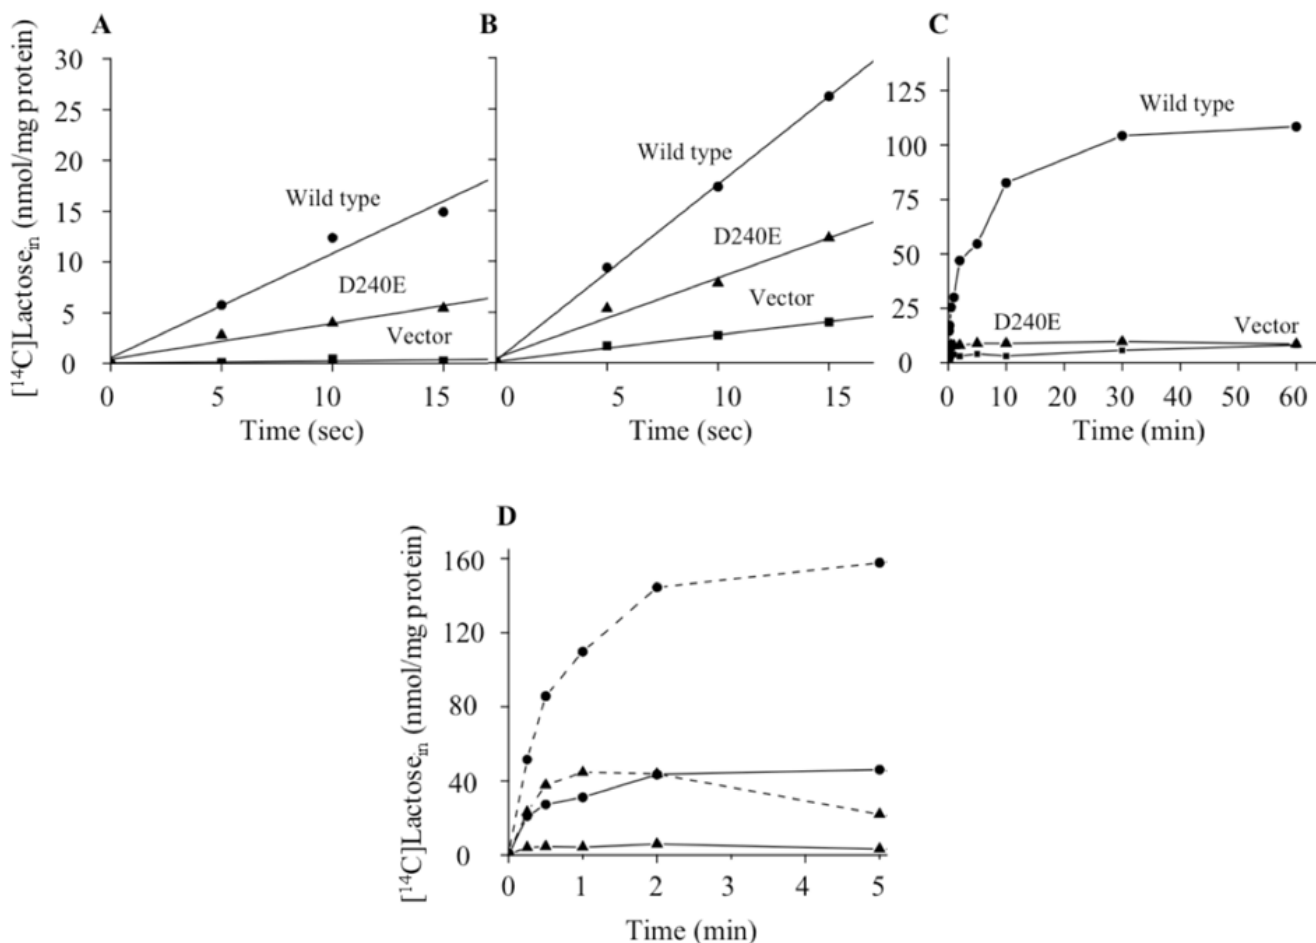 A
B
C
[¹⁴C]Lactoseᵢₙ (nmol/mg protein)
30
25
20
15
10
5
0
Wild type
D240E
Vector
0
5
10
15
Time (sec)
Wild type
D240E
Vector
0
5
10
15
Time (sec)
125
100
75
50
25
0
Wild type
D240E
Vector
0
10
20
30
40
50
60
Time (min)
D
[¹⁴C]Lactoseᵢₙ (nmol/mg protein)
160
120
80
40
0
0
1
2
3
4
5
Time (min)